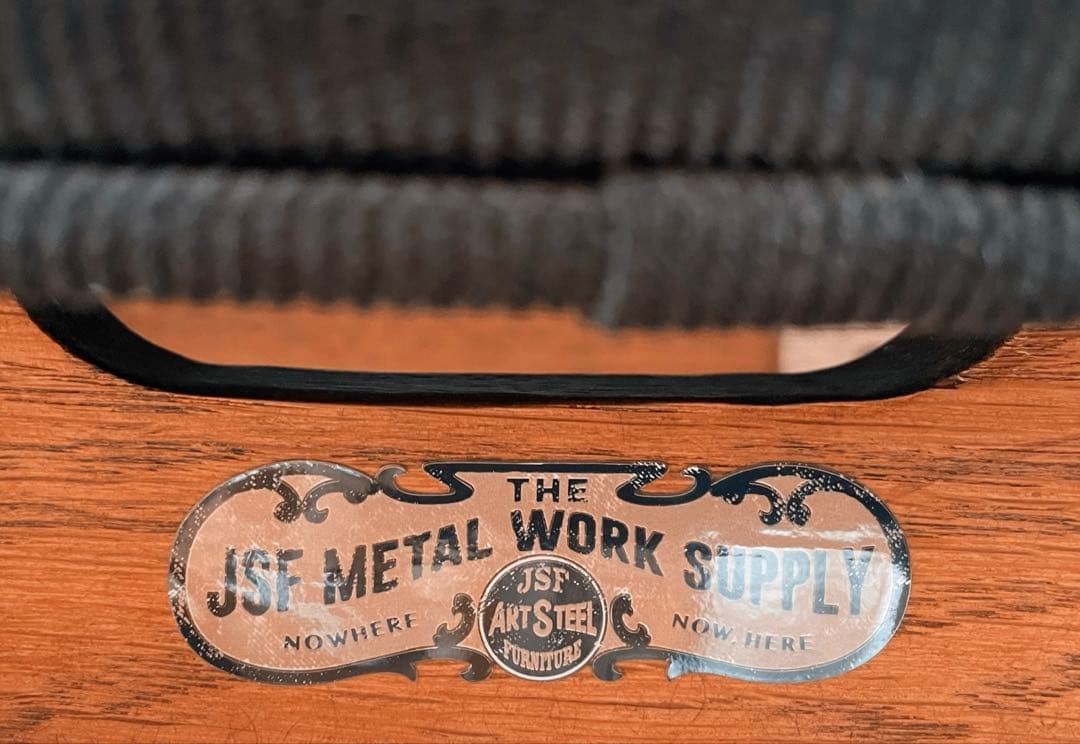 THE
JSF METAL WORK SUPPLY
NOWHERE
JSF
ART STEEL
FURNITURE
NOW, HERE